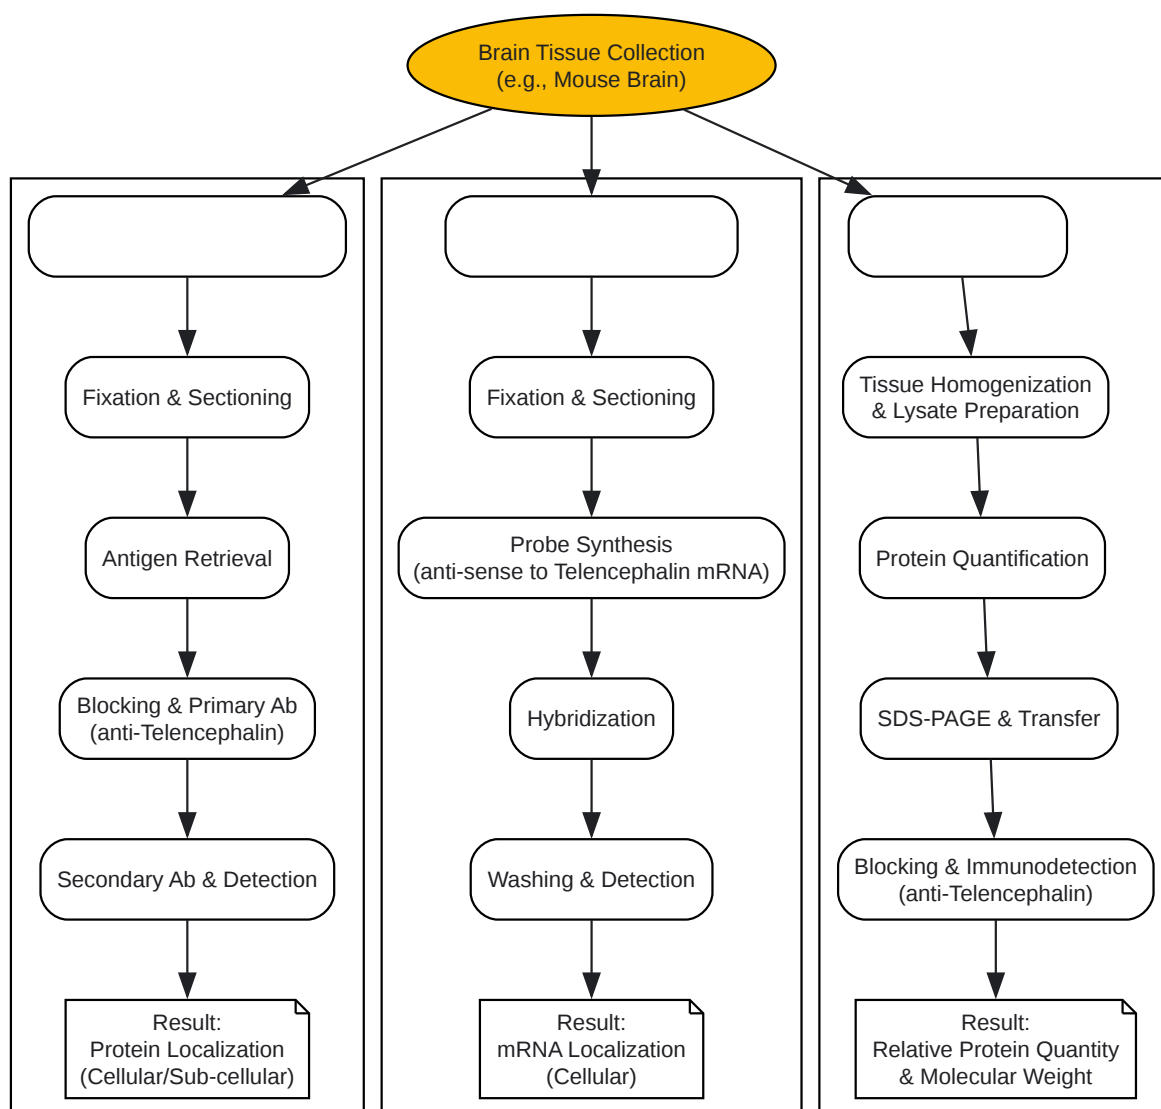 Brain Tissue Collection
(e.g., Mouse Brain)
Fixation & Sectioning
Antigen Retrieval
Blocking & Primary Ab
(anti-Telencephalin)
Secondary Ab & Detection
Result:
Protein Localization
(Cellular/Sub-cellular)
Fixation & Sectioning
Probe Synthesis
(anti-sense to Telencephalin mRNA)
Hybridization
Washing & Detection
Result:
mRNA Localization
(Cellular)
Tissue Homogenization
& Lysate Preparation
Protein Quantification
SDS-PAGE & Transfer
Blocking & Immunodetection
(anti-Telencephalin)
Result:
Relative Protein Quantity
& Molecular Weight